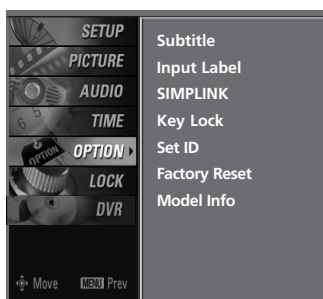 SETUP
PICTURE
AUDIO
TIME
OPTION
LOCK
DVR
Move MENU Prev
Subtitle
Input Label
SIMPLINK
Key Lock
Set ID
Factory Reset
Model Info